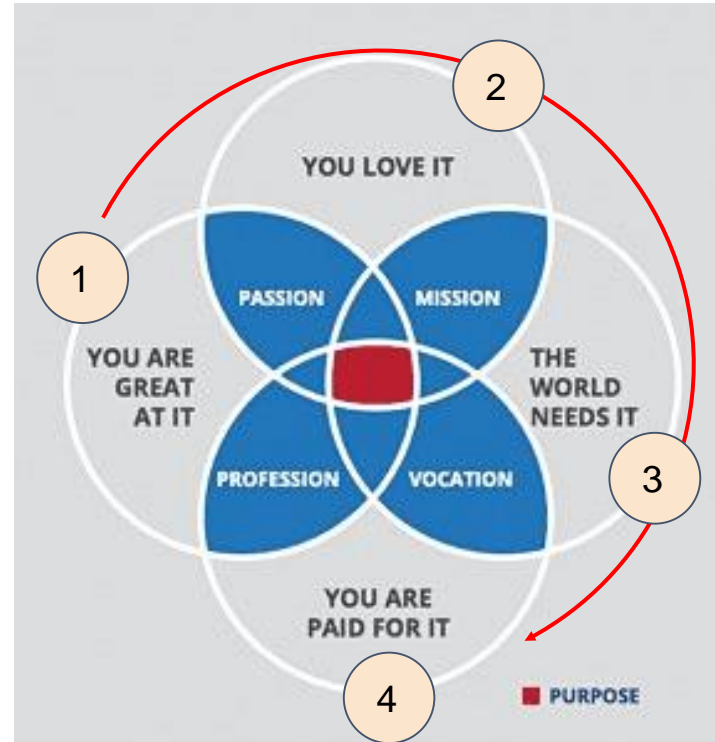 2
YOU LOVE IT
1
PASSION
MISSION
YOU ARE
GREAT
AT IT
THE
WORLD
NEEDS IT
PROFESSION
VOCATION
3
YOU ARE
PAID FOR IT
4
PURPOSE